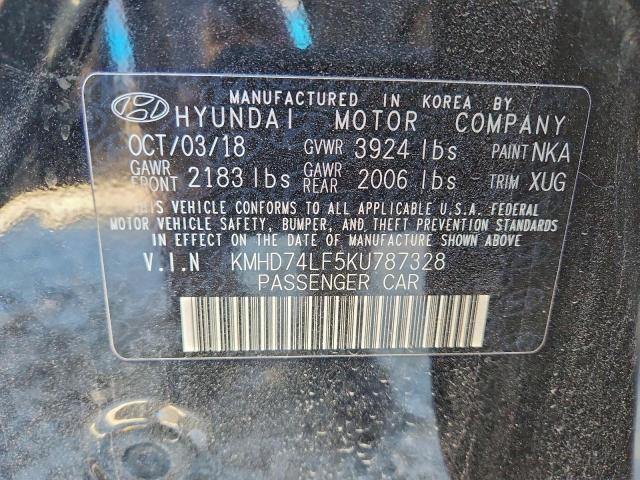 MANUFACTURED IN KOREA BY
HYUNDAI MOTOR COMPANY
OCT/03/18 GVWR 3924 lbs PAINT NKA
GAWR FRONT 2183 lbs GAWR REAR 2006 lbs TRIM XUG
THIS VEHICLE CONFORMS TO ALL APPLICABLE U.S.A. FEDERAL
MOTOR VEHICLE SAFETY, BUMPER, AND THEFT PREVENTION STANDARDS
IN EFFECT ON THE DATE OF MANUFACTURE SHOWN ABOVE
V.I.N KMHD74LF5KU787328
PASSENGER CAR